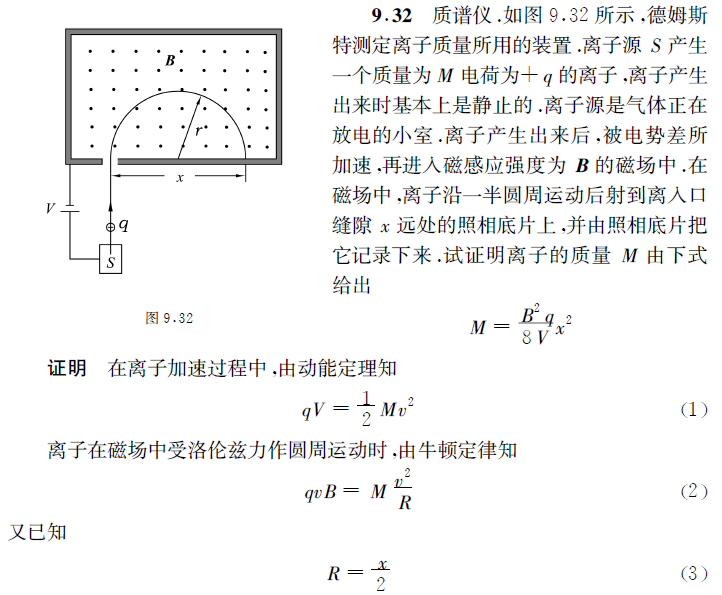 9.32 质谱仪.如图 9.32 所示,德姆斯
特测定离子质量所用的装置.离子源 S 产生
一个质量为 M 电荷为+ q 的离子,离子产生
出来时基本上是静止的.离子源是气体正在
放电的小室.离子产生出来后,被电势差所
加速,再进入磁感应强度为 B 的磁场中.在
磁场中,离子沿一半圆周运动后射到离入口
缝隙 x 远处的照相底片上,并由照相底片把
它记录下来.试证明离子的质量 M 由下式
给出
B
r
x
V
q
S
图 9.32
M = \frac{B^2 q}{8 V} x^2
证明 在离子加速过程中,由动能定理知
qV = \frac{1}{2} Mv^2 (1)
离子在磁场中受洛伦兹力作圆周运动时,由牛顿定律知
qvB = M \frac{v^2}{R} (2)
又已知
R = \frac{x}{2} (3)